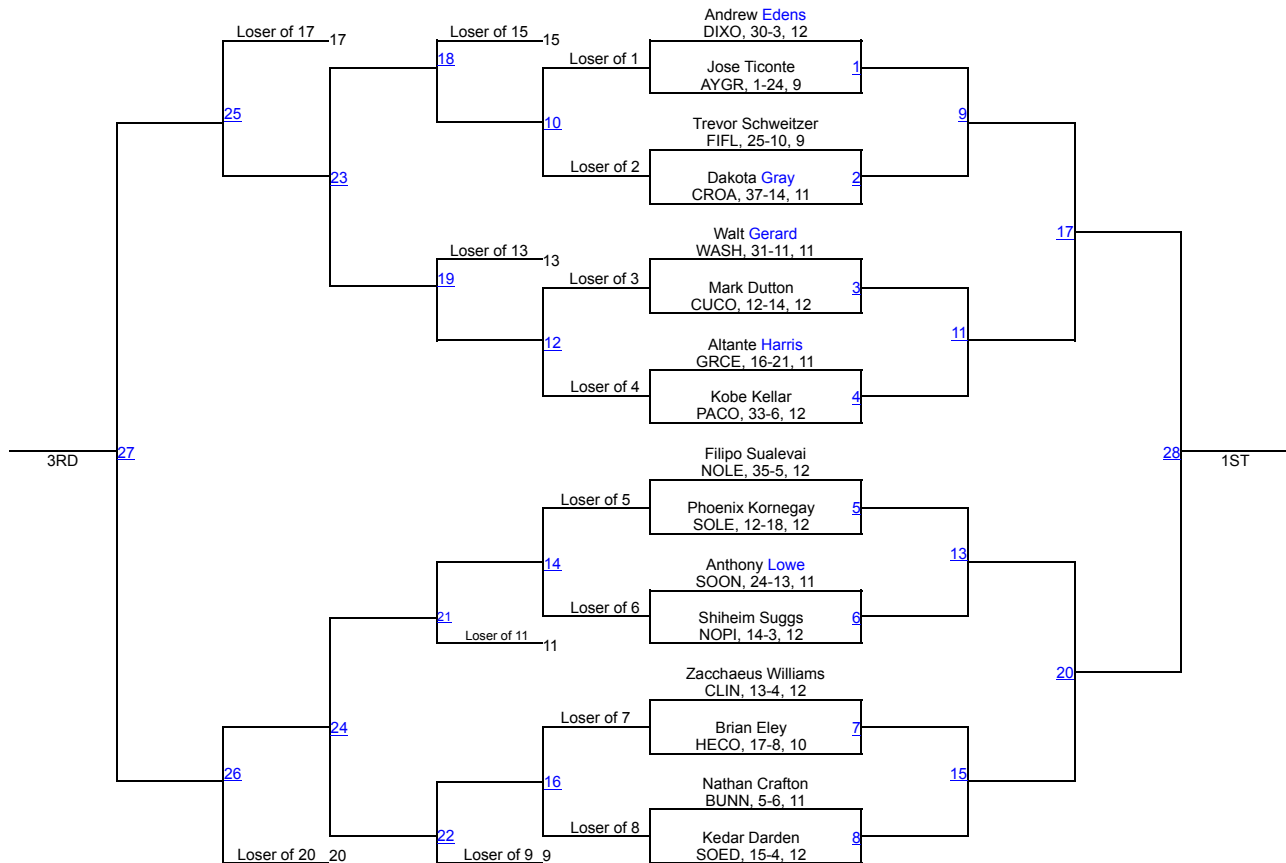 Andrew Edens
DIXO, 30-3, 12
Loser of 17 17
Loser of 15 15
18
Loser of 1
Jose Ticonte
AYGR, 1-24, 9
1
25
10
9
Trevor Schweitzer
FIFL, 25-10, 9
23
Loser of 2
Dakota Gray
CROA, 37-14, 11
2
Walt Gerard
WASH, 31-11, 11
17
Loser of 13 13
19
Loser of 3
Mark Dutton
CUCO, 12-14, 12
3
12
11
Altante Harris
GRCE, 16-21, 11
Loser of 4
Kobe Kellar
PACO, 33-6, 12
4
3RD
27
Filipo Sualevai
NOLE, 35-5, 12
28
1ST
Loser of 5
Phoenix Kornegay
SOLE, 12-18, 12
5
14
13
Anthony Lowe
SOON, 24-13, 11
21
Loser of 6
Shiheim Suggs
NOPI, 14-3, 12
6
Loser of 11 11
20
Zacchaeus Williams
CLIN, 13-4, 12
24
Loser of 7
Brian Eley
HECO, 17-8, 10
7
26
16
15
Nathan Crafton
BUNN, 5-6, 11
22
Loser of 8
Kedar Darden
SOED, 15-4, 12
8
Loser of 20 20
Loser of 9 9